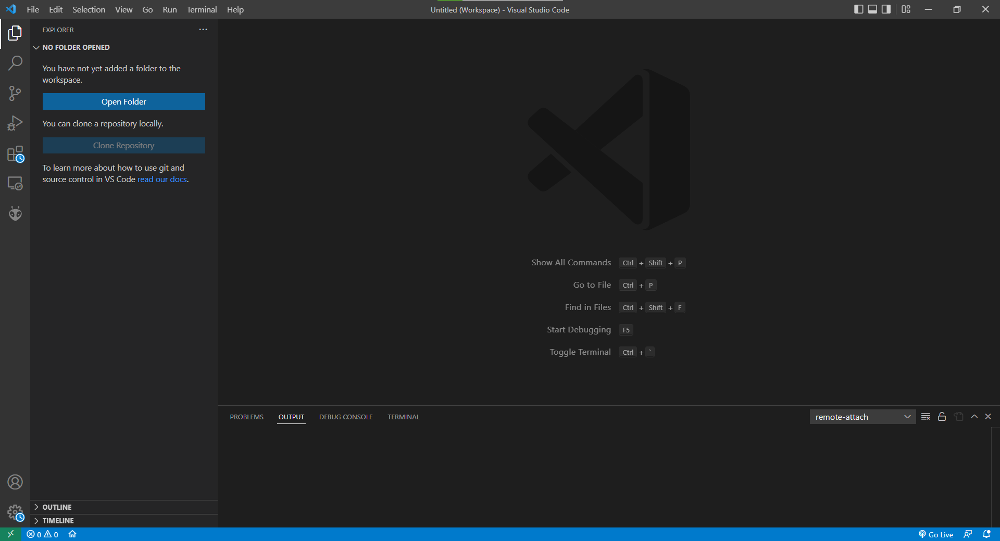 File Edit Selection View Go Run Terminal Help
Untitled (Workspace) - Visual Studio Code
EXPLORER
NO FOLDER OPENED
You have not yet added a folder to the
workspace.
Open Folder
You can clone a repository locally.
Clone Repository
To learn more about how to use git and
source control in VS Code read our docs.
OUTLINE
TIMELINE
Show All Commands Ctrl + Shift + P
Go to File Ctrl + P
Find in Files Ctrl + Shift + F
Start Debugging F5
Toggle Terminal Ctrl + `
PROBLEMS OUTPUT DEBUG CONSOLE TERMINAL
remote-attach
0 0
Go Live